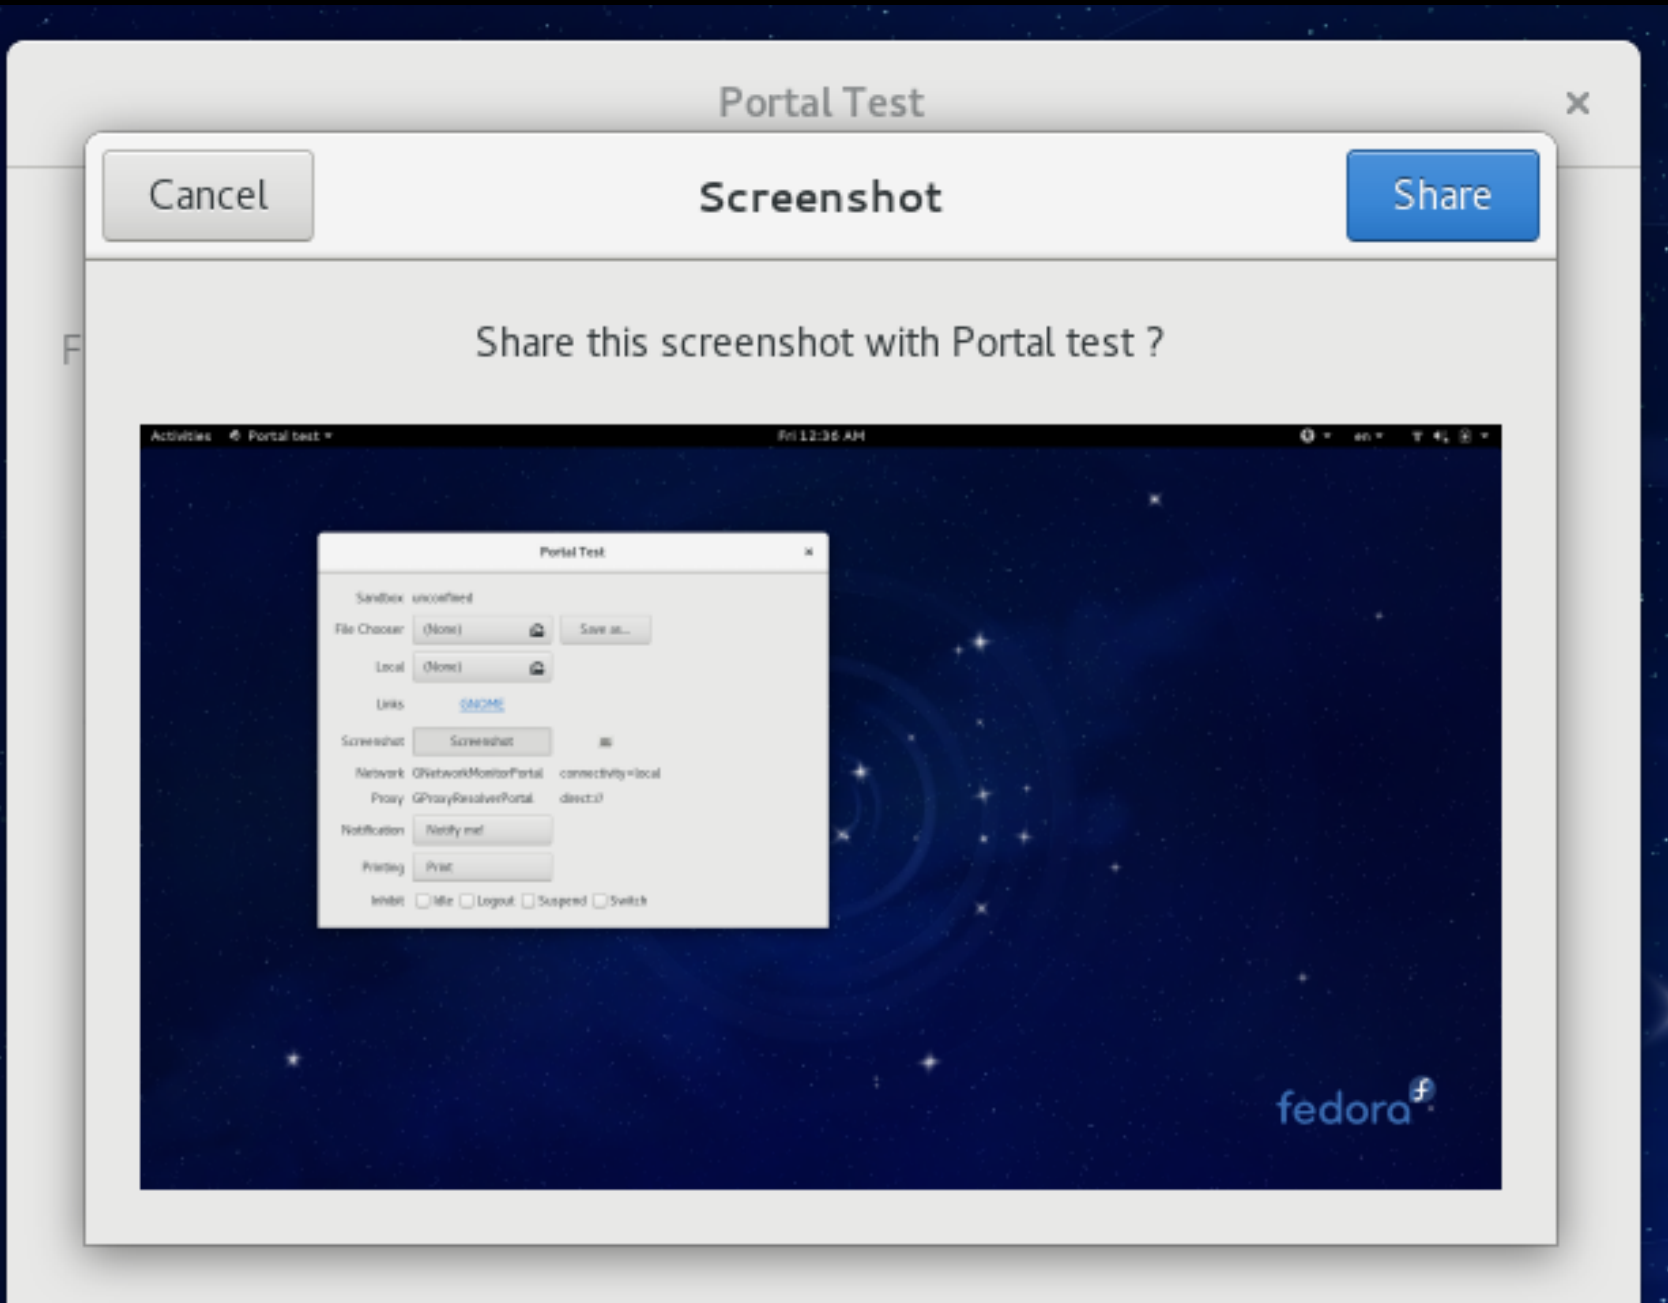 Portal Test
Cancel
Screenshot
Share
F
Share this screenshot with Portal test ?
Activities Portal test Fri 12:36 AM en
Portal Test
Sandbox unconfined
File Chooser (None) Save as...
Local (None)
Links GNOME
Screenshot Screenshot
Network GNetworkMonitorPortal connectivity=local
Proxy GProxyResolverPortal
Notification Notify me!
Printing Print
Inhibit Idle Logout Suspend Switch
fedora